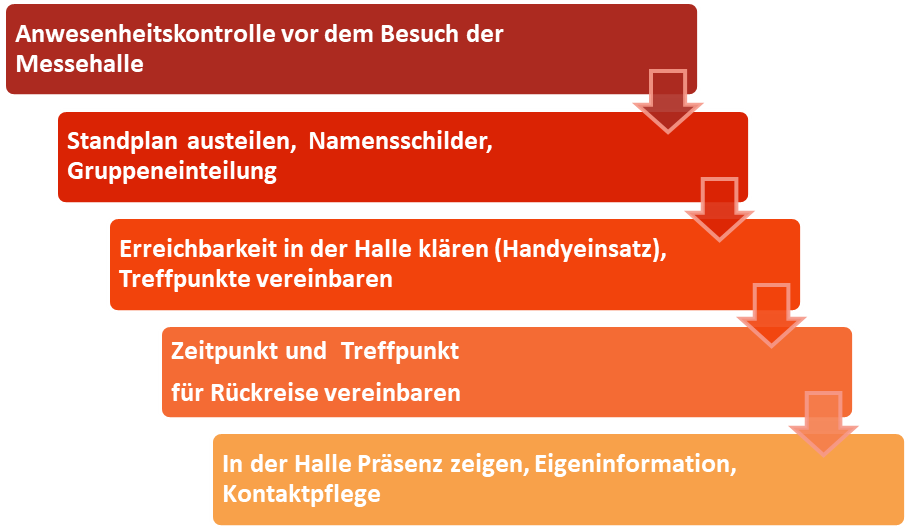 Anwesenheitskontrolle vor dem Besuch der
Messehalle
Standplan austeilen, Namensschilder,
Gruppeneinteilung
Erreichbarkeit in der Halle klären (Handyeinsatz),
Treffpunkte vereinbaren
Zeitpunkt und Treffpunkt
für Rückreise vereinbaren
In der Halle Präsenz zeigen, Eigeninformation,
Kontaktpflege